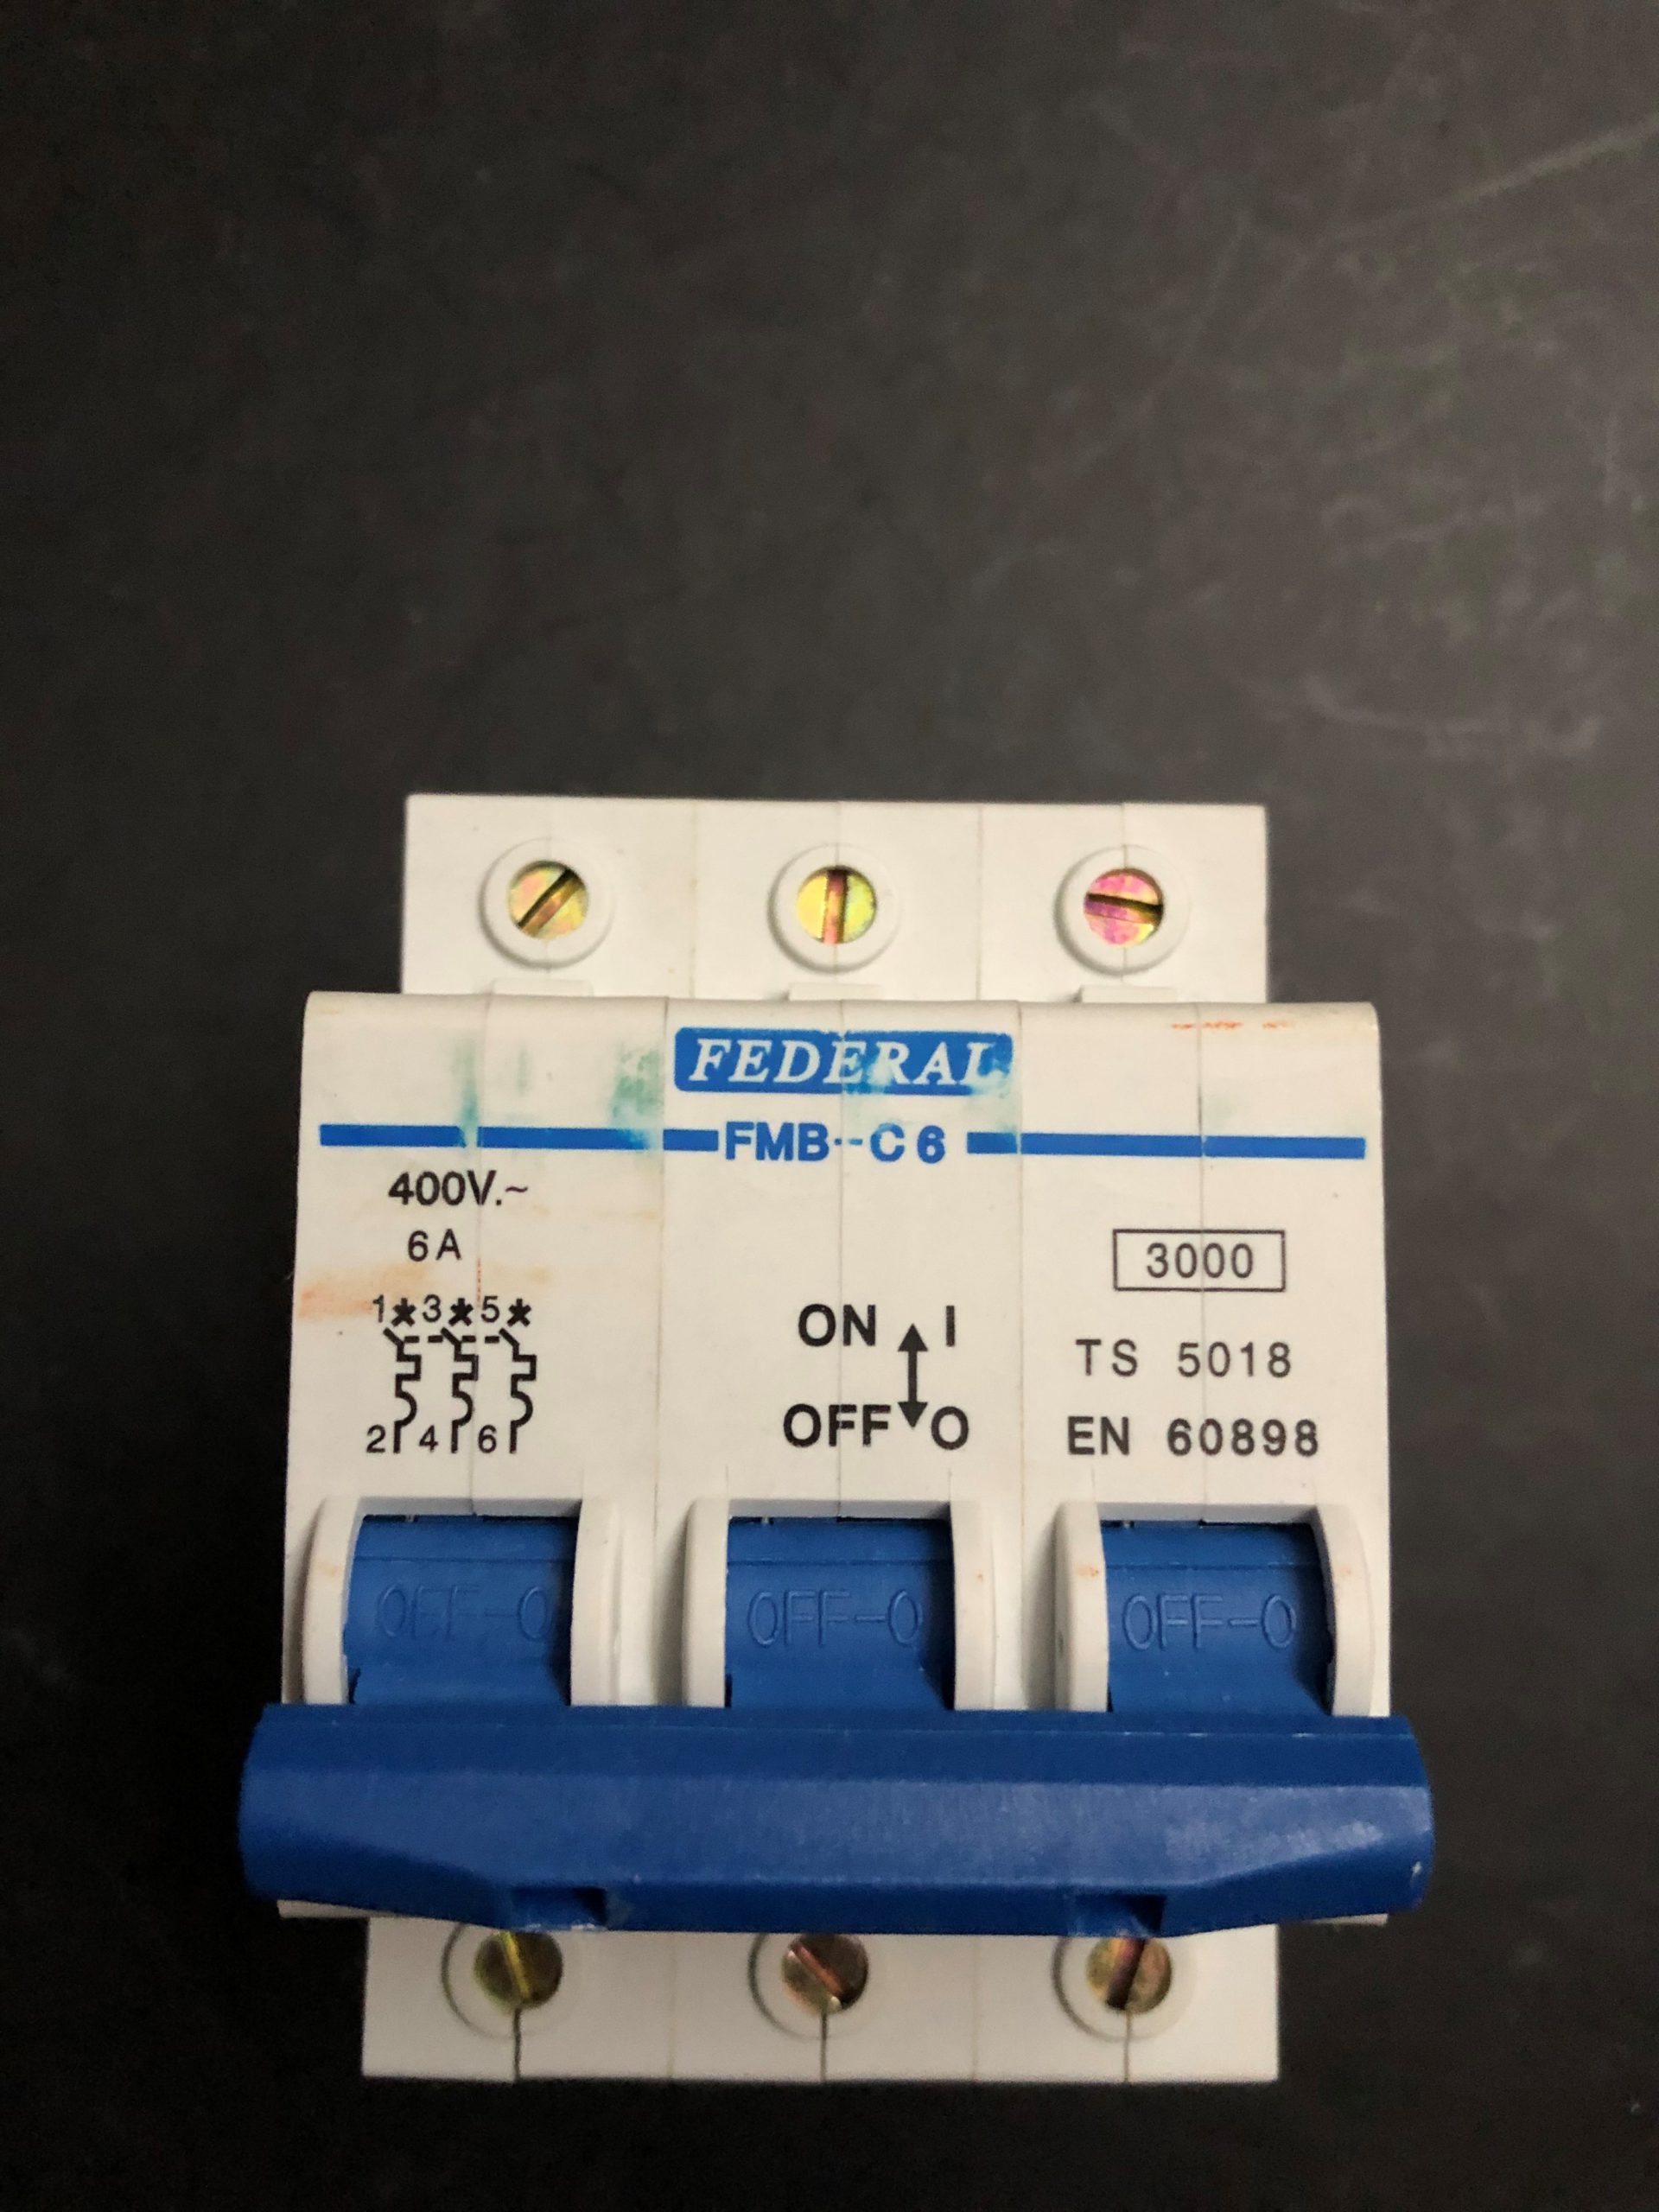 FEDERAL
FMB--C6
400V.~
6A
1 3 5
2 4 6
ON I
OFF O
3000
TS 5018
EN 60898
OFF-O OFF-O OFF-O